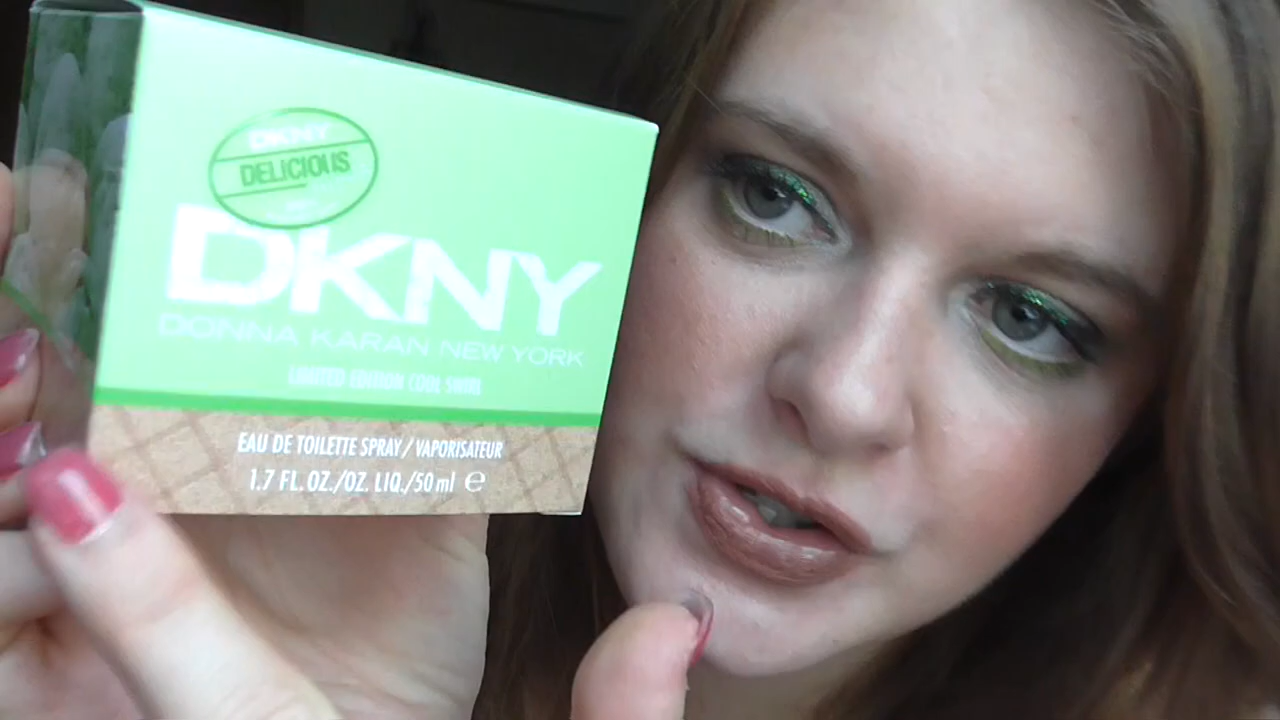 DKNY
DELICIOUS
DKNY
DONNA KARAN NEW YORK
LIMITED EDITION COOL SWIRL
EAU DE TOILETTE SPRAY/VAPORISATEUR
1.7 FL. OZ./OZ. LIQ./50 ml e